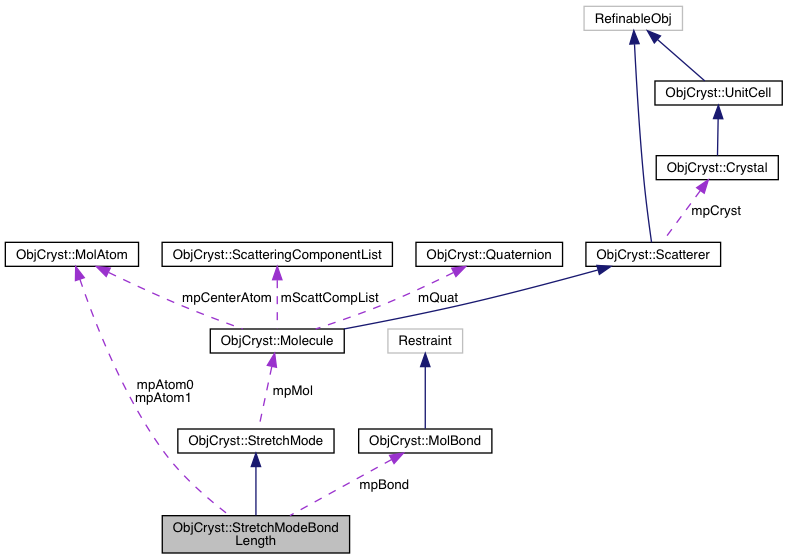 RefinableObj
ObjCryst::UnitCell
ObjCryst::Crystal
mpCryst
ObjCryst::MolAtom
ObjCryst::ScatteringComponentList
ObjCryst::Quaternion
ObjCryst::Scatterer
mpCenterAtom
mScattCompList
mQuat
ObjCryst::Molecule
Restraint
mpAtom0
mpAtom1
mpMol
ObjCryst::StretchMode
ObjCryst::MolBond
mpBond
ObjCryst::StretchModeBond
Length